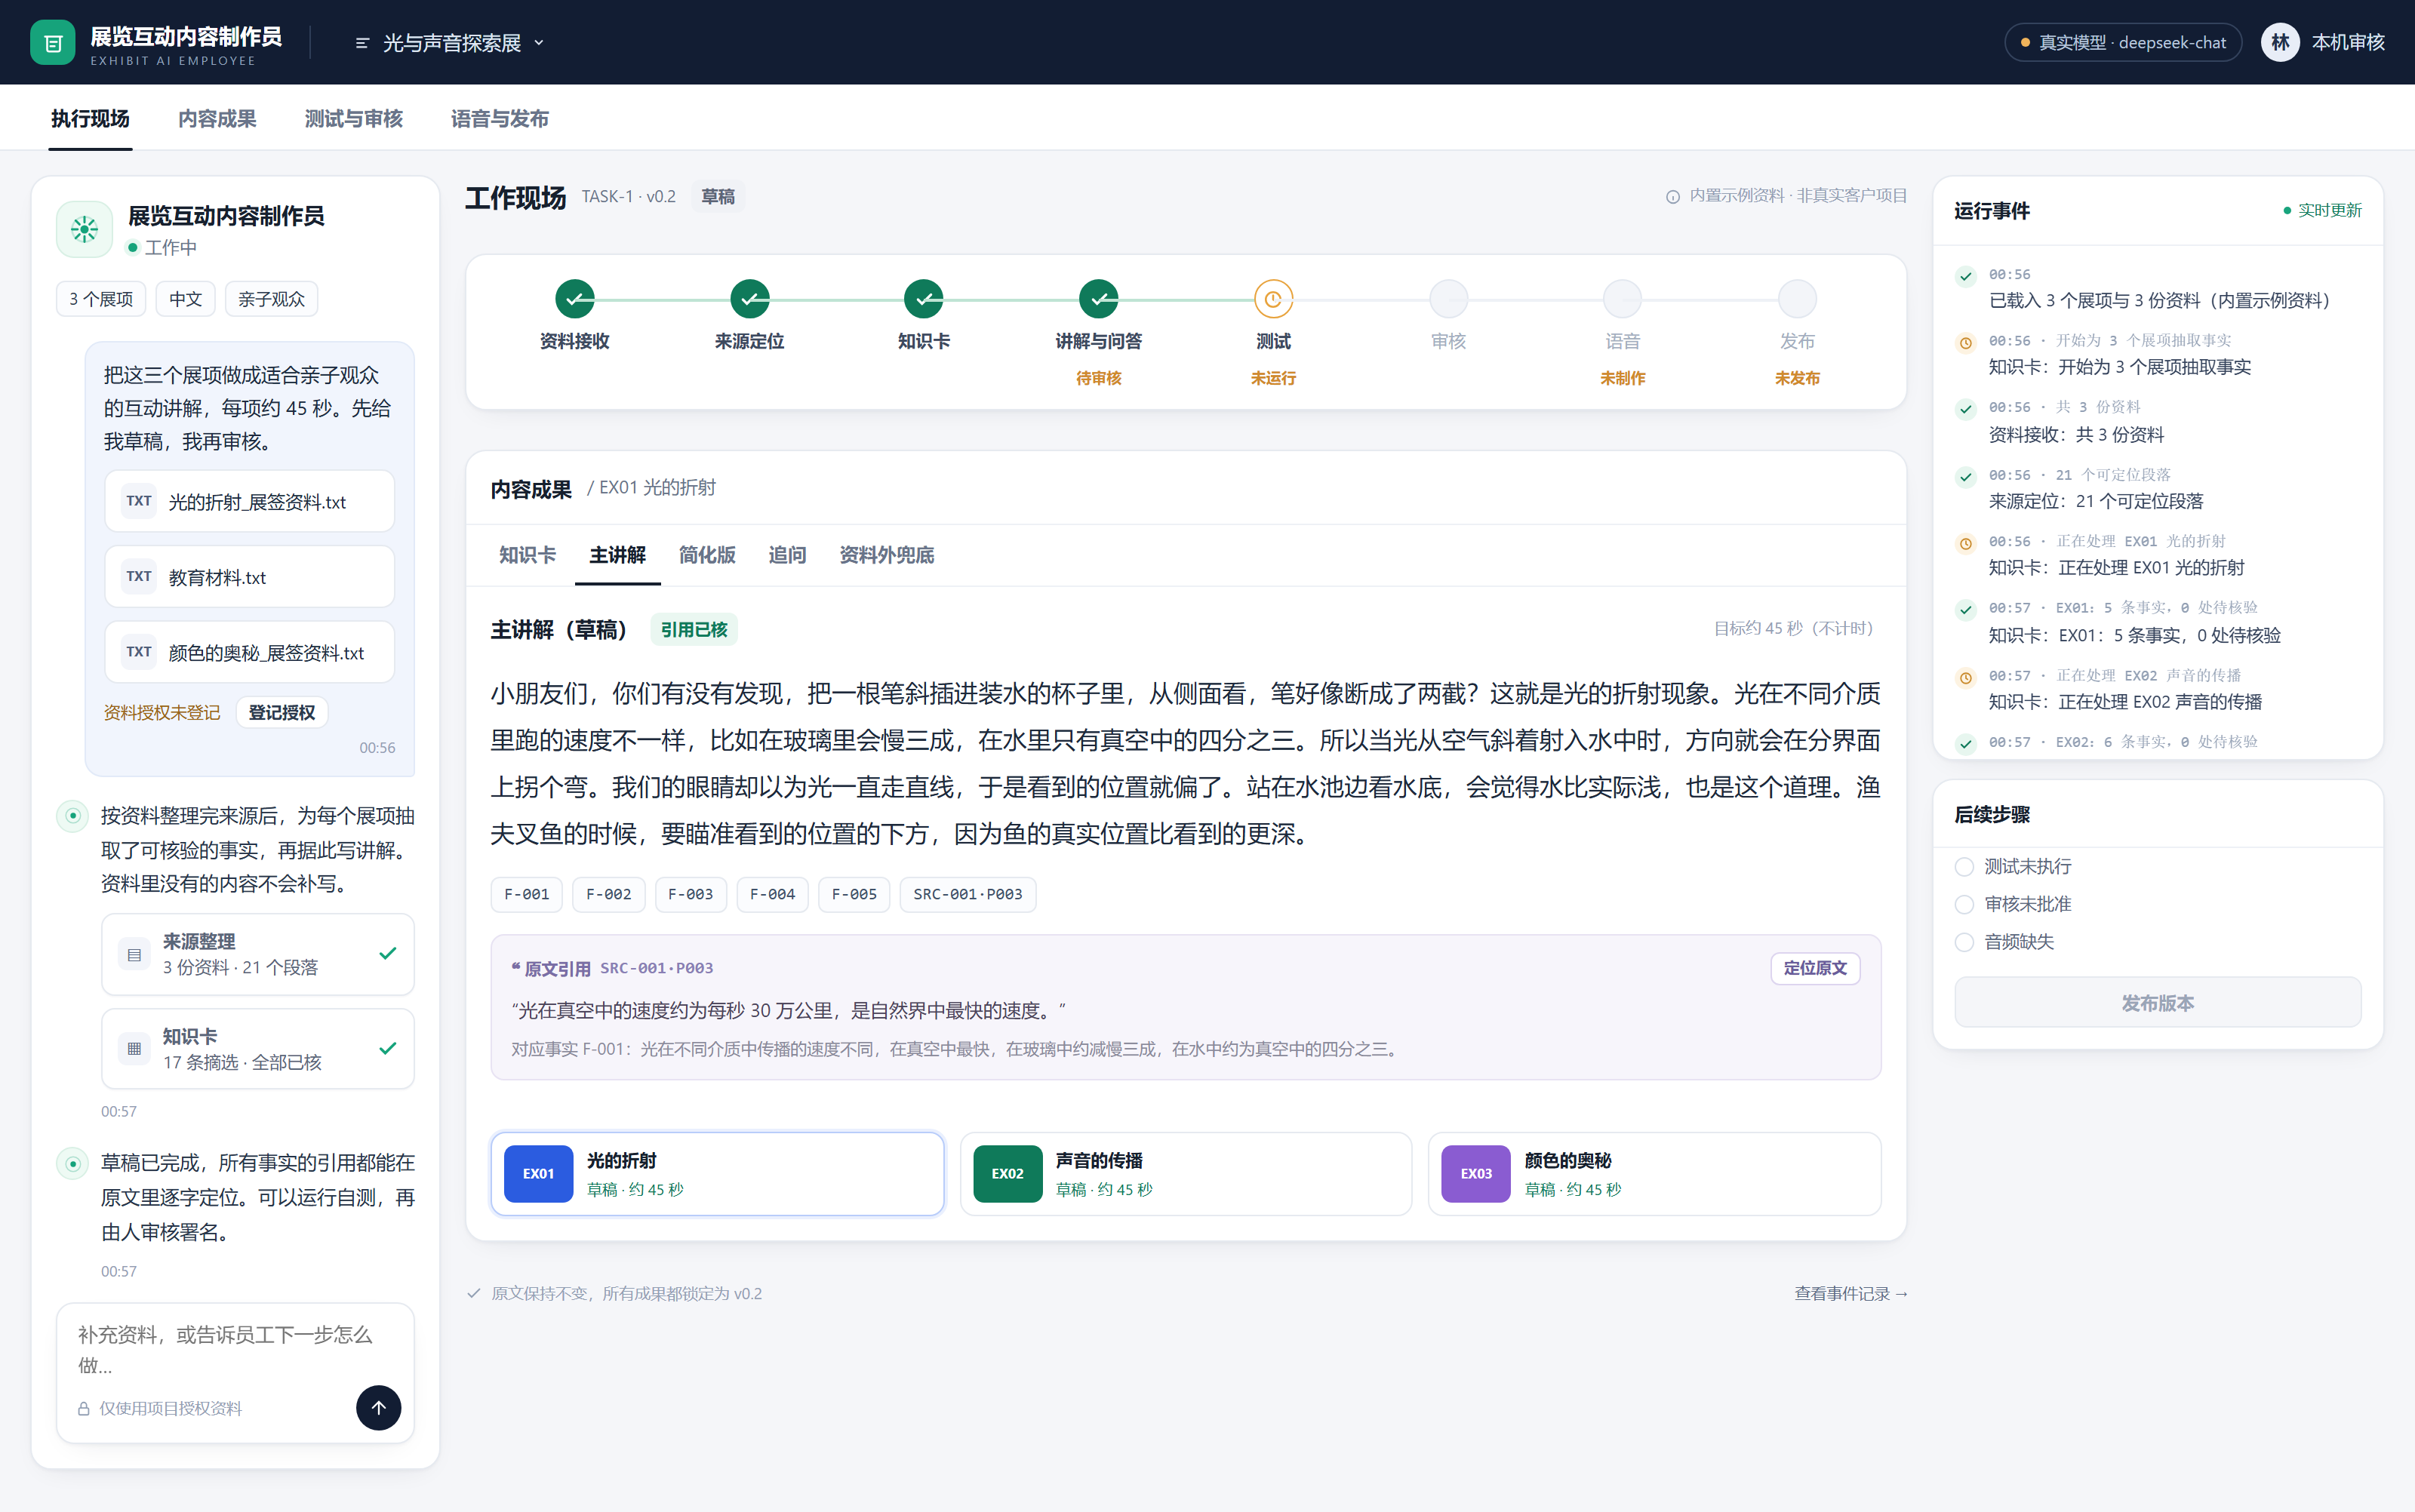 展览互动内容制作员
EXHIBIT AI EMPLOYEE
光与声音探索展
真实模型 · deepseek-chat
林
本机审核
执行现场
内容成果
测试与审核
语音与发布
展览互动内容制作员
工作中
3 个展项
中文
亲子观众
把这三个展项做成适合亲子观众
的互动讲解，每项约 45 秒。先给
我草稿，我再审核。
TXT 光的折射_展签资料.txt
TXT 教育材料.txt
TXT 颜色的奥秘_展签资料.txt
资料授权未登记 登记授权
00:56
按资料整理完来源后，为每个展项抽
取了可核验的事实，再据此写讲解。
资料里没有的内容不会补写。
来源整理
3 份资料 · 21 个段落
知识卡
17 条摘选 · 全部已核
00:57
草稿已完成，所有事实的引用都能在
原文里逐字定位。可以运行自测，再
由人审核署名。
00:57
补充资料，或告诉员工下一步怎么
做...
仅使用项目授权资料
工作现场 TASK-1 · v0.2 草稿
内置示例资料 · 非真实客户项目
资料接收
来源定位
知识卡
讲解与问答
待审核
测试
未运行
审核
语音
未制作
发布
未发布
内容成果 / EX01 光的折射
知识卡
主讲解
简化版
追问
资料外兜底
主讲解（草稿） 引用已核
目标约 45 秒（不计时）
小朋友们，你们有没有发现，把一根笔斜插进装水的杯子里，从侧面看，笔好像断成了两截？这就是光的折射现象。光在不同介质
里跑的速度不一样，比如在玻璃里会慢三成，在水里只有真空中的四分之三。所以当光从空气斜着射入水中时，方向就会在分界面
上拐个弯。我们的眼睛却以为光一直走直线，于是看到的位置就偏了。站在水池边看水底，会觉得水比实际浅，也是这个道理。渔
夫叉鱼的时候，要瞄准看到的位置的下方，因为鱼的真实位置比看到的更深。
F-001
F-002
F-003
F-004
F-005
SRC-001·P003
❝ 原文引用 SRC-001·P003
定位原文
“光在真空中的速度约为每秒 30 万公里，是自然界中最快的速度。”
对应事实 F-001：光在不同介质中传播的速度不同，在真空中最快，在玻璃中约减慢三成，在水中约为真空中的四分之三。
EX01
光的折射
草稿 · 约 45 秒
EX02
声音的传播
草稿 · 约 45 秒
EX03
颜色的奥秘
草稿 · 约 45 秒
原文保持不变，所有成果都锁定为 v0.2
查看事件记录 →
运行事件
实时更新
00:56
已载入 3 个展项与 3 份资料（内置示例资料）
00:56 · 开始为 3 个展项抽取事实
知识卡：开始为 3 个展项抽取事实
00:56 · 共 3 份资料
资料接收：共 3 份资料
00:56 · 21 个可定位段落
来源定位：21 个可定位段落
00:56 · 正在处理 EX01 光的折射
知识卡：正在处理 EX01 光的折射
00:57 · EX01：5 条事实，0 处待核验
知识卡：EX01：5 条事实，0 处待核验
00:57 · 正在处理 EX02 声音的传播
知识卡：正在处理 EX02 声音的传播
00:57 · EX02：6 条事实，0 处待核验
后续步骤
测试未执行
审核未批准
音频缺失
发布版本